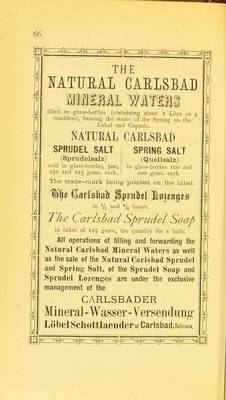 66
THE
NATURAL CARLSBAD
MINERAL WATERS
filled in glass-bottles (containing about 1 Litre or 4
tumblers), bearing the name of the Spring on the
Label and Capsule.
NATURAL CARLSBAD
SPRUDEL SALT
(Sprudelsalz)
sold in glass-bottles, 500,
250 and 125 grms. each.
SPRING SALT
(Quellsalz)
in glass-bottles 100 and
200 grms. each
The trade-mark being printed on the label.
The Carlsbad Sprudel Lozenges
in ¹/₁ and ¹/₂ boxes.
The Carlsbad Sprudel Soap
in cakes of 125 grms., the quantity for 1 bath.
All operations of filling and forwarding the
Natural Carlsbad Mineral Waters as well
as the sale of the Natural Carlsbad Sprudel
and Spring Salt, of the Sprudel Soap and
Sprudel Lozenges are under the exclusive
management of the
CARLSBADER
Mineral-Wasser-Versendung
Löbel Schottlaender at Carlsbad, Bohemia.